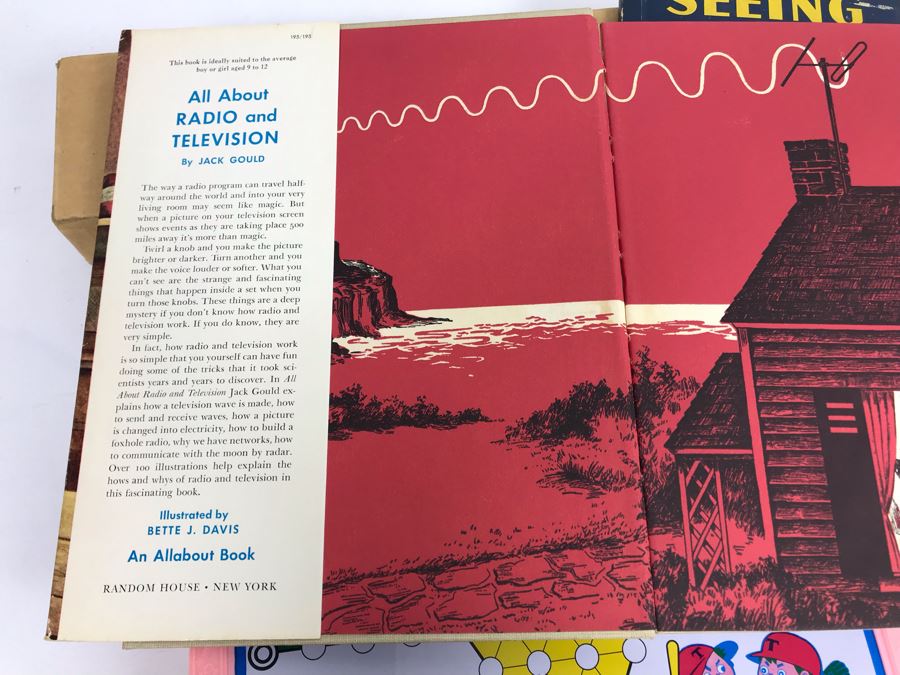 SEEING
195/195
This book is ideally suited to the average
boy or girl aged 9 to 12
All About
RADIO and
TELEVISION
By JACK GOULD
The way a radio program can travel half-
way around the world and into your very
living room may seem like magic. But
when a picture on your television screen
shows events as they are taking place 500
miles away it's more than magic.
Twirl a knob and you make the picture
brighter or darker. Turn another and you
make the voice louder or softer. What you
can't see are the strange and fascinating
things that happen inside a set when you
turn those knobs. These things are a deep
mystery if you don't know how radio and
television work. If you do know, they are
very simple.
In fact, how radio and television work
is so simple that you yourself can have fun
doing some of the tricks that it took sci-
entists years and years to discover. In All
About Radio and Television Jack Gould ex-
plains how a television wave is made, how
to send and receive waves, how a picture
is changed into electricity, how to build a
foxhole radio, why we have networks, how
to communicate with the moon by radar.
Over 100 illustrations help explain the
hows and whys of radio and television in
this fascinating book.
Illustrated by
BETTE J. DAVIS
An Allabout Book
RANDOM HOUSE • NEW YORK
T
T